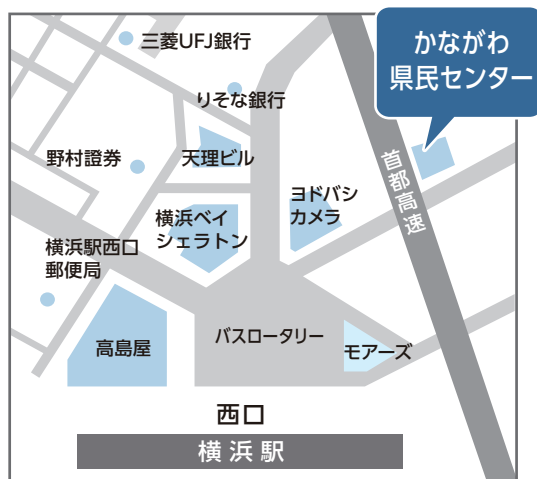 かながわ
県民センター
三菱UFJ銀行
りそな銀行
野村證券
天理ビル
首都高速
ヨドバシ
カメラ
横浜ベイ
シェラトン
横浜駅西口
郵便局
バスロータリー
高島屋
モアーズ
西口
横浜駅